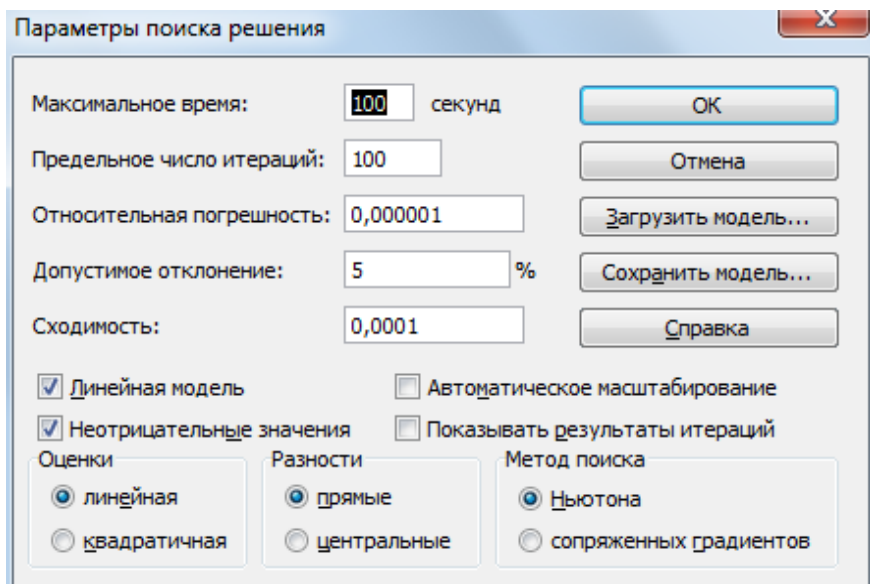 Параметры поиска решения
X
Максимальное время: 100 секунд
OK
Предельное число итераций: 100
Отмена
Относительная погрешность: 0,000001
Загрузить модель...
Допустимое отклонение: 5 %
Сохранить модель...
Сходимость: 0,0001
Справка
Линейная модель
Автоматическое масштабирование
Неотрицательные значения
Показывать результаты итераций
Оценки
Разности
Метод поиска
линейная
прямые
Ньютона
квадратичная
центральные
сопряженных градиентов